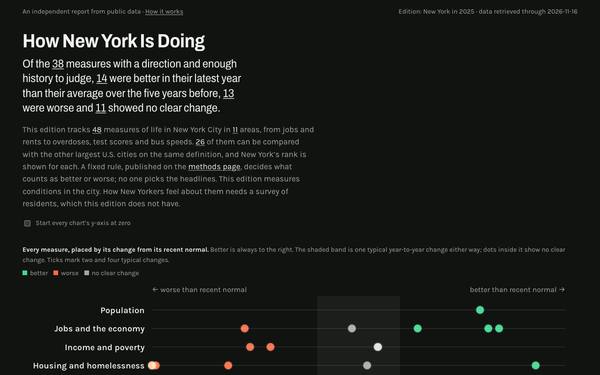 An independent report from public data · How it works
Edition: New York in 2025 · data retrieved through 2026-11-16
How New York Is Doing
Of the 38 measures with a direction and enough
history to judge, 14 were better in their latest year
than their average over the five years before, 13
were worse and 11 showed no clear change.
This edition tracks 48 measures of life in New York City in 11 areas, from jobs and
rents to overdoses, test scores and bus speeds. 26 of them can be compared
with the other largest U.S. cities on the same definition, and New York's rank is
shown for each. A fixed rule, published on the methods page, decides what
counts as better or worse; no one picks the headlines. This edition measures
conditions in the city. How New Yorkers feel about them needs a survey of
residents, which this edition does not have.
Start every chart's y-axis at zero
Every measure, placed by its change from its recent normal. Better is always to the right. The shaded band is one typical year-to-year change either way; dots inside it show no clear
change. Ticks mark two and four typical changes.
better worse no clear change
← worse than recent normal better than recent normal →
Population
Jobs and the economy
Income and poverty
Housing and homelessness